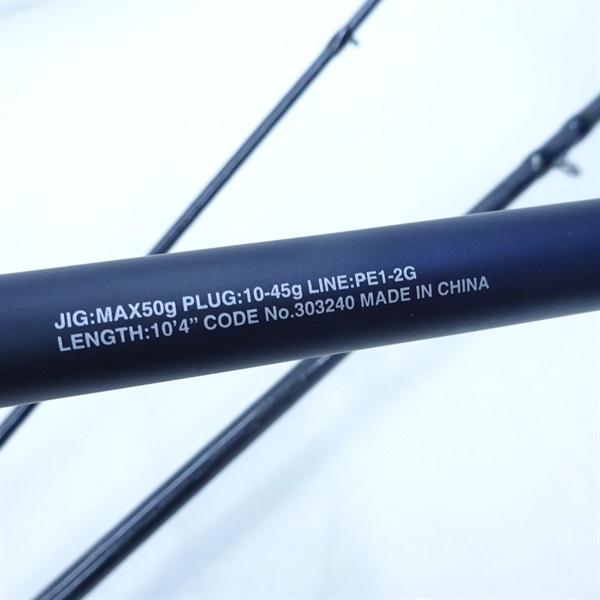 JIG:MAX50g PLUG:10-45g LINE:PE1-2G
LENGTH:10'4” CODE No.303240 MADE IN CHINA